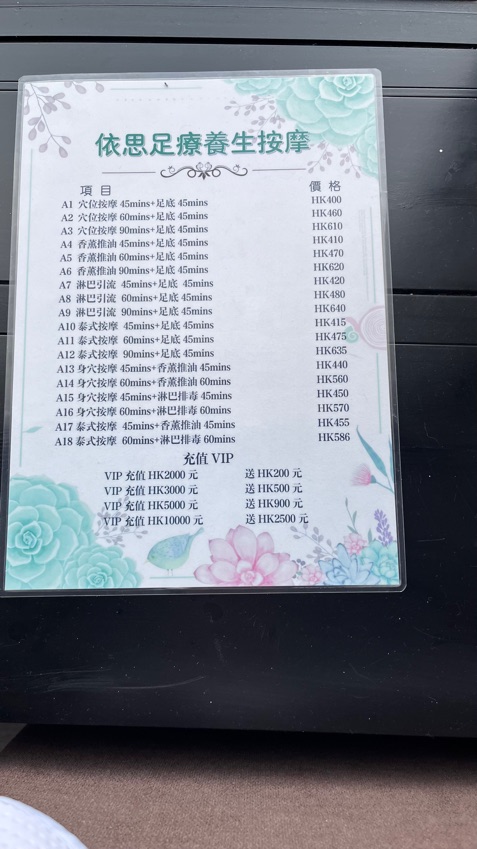 依思足療養生按摩
項 目 價 格
A1 穴位按摩 45mins+足底 45mins HK400
A2 穴位按摩 60mins+足底 45mins HK460
A3 穴位按摩 90mins+足底 45mins HK610
A4 香薰推油 45mins+足底 45mins HK410
A5 香薰推油 60mins+足底 45mins HK470
A6 香薰推油 90mins+足底 45mins HK620
A7 淋巴引流 45mins+足底 45mins HK420
A8 淋巴引流 60mins+足底 45mins HK480
A9 淋巴引流 90mins+足底 45mins HK640
A10 泰式按摩 45mins+足底 45mins HK415
A11 泰式按摩 60mins+足底 45mins HK475
A12 泰式按摩 90mins+足底 45mins HK635
A13 身穴按摩 45mins+香薰推油 45mins HK440
A14 身穴按摩 60mins+香薰推油 60mins HK560
A15 身穴按摩 45mins+淋巴排毒 45mins HK450
A16 身穴按摩 60mins+淋巴排毒 60mins HK570
A17 泰式按摩 45mins+香薰推油 45mins HK455
A18 泰式按摩 60mins+淋巴排毒 60mins HK586
充值 VIP
VIP 充值 HK2000 元 送 HK200 元
VIP 充值 HK3000 元 送 HK500 元
VIP 充值 HK5000 元 送 HK900 元
VIP 充值 HK10000 元 送 HK2500 元